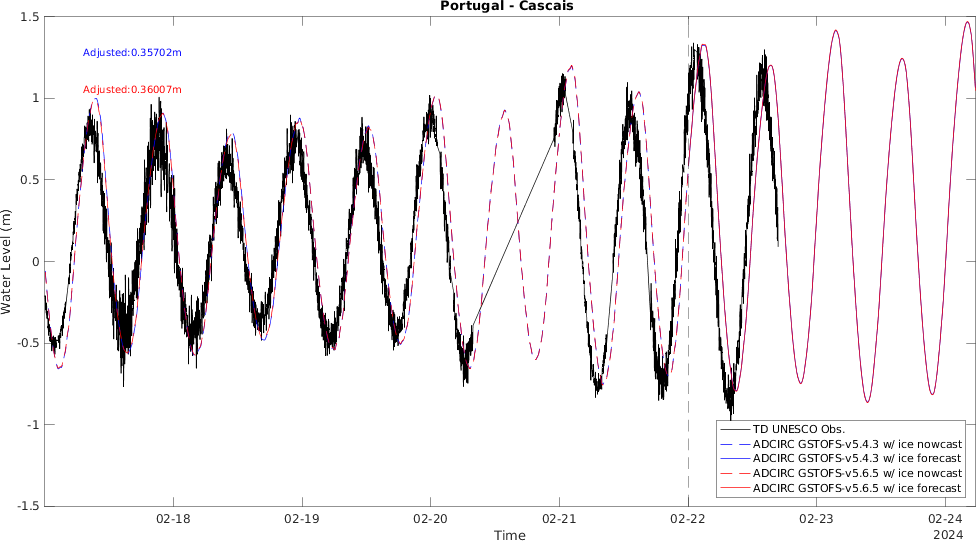 Portugal - Cascais
1.5
Adjusted:0.35702m
Adjusted:0.36007m
1
0.5
0
-0.5
-1
-1.5
Water Level (m)
TD UNESCO Obs.
ADCIRC GSTOFS-v5.4.3 w/ ice nowcast
ADCIRC GSTOFS-v5.4.3 w/ ice forecast
ADCIRC GSTOFS-v5.6.5 w/ ice nowcast
ADCIRC GSTOFS-v5.6.5 w/ ice forecast
02-18 02-19 02-20 02-21 02-22 02-23 02-24
Time
2024